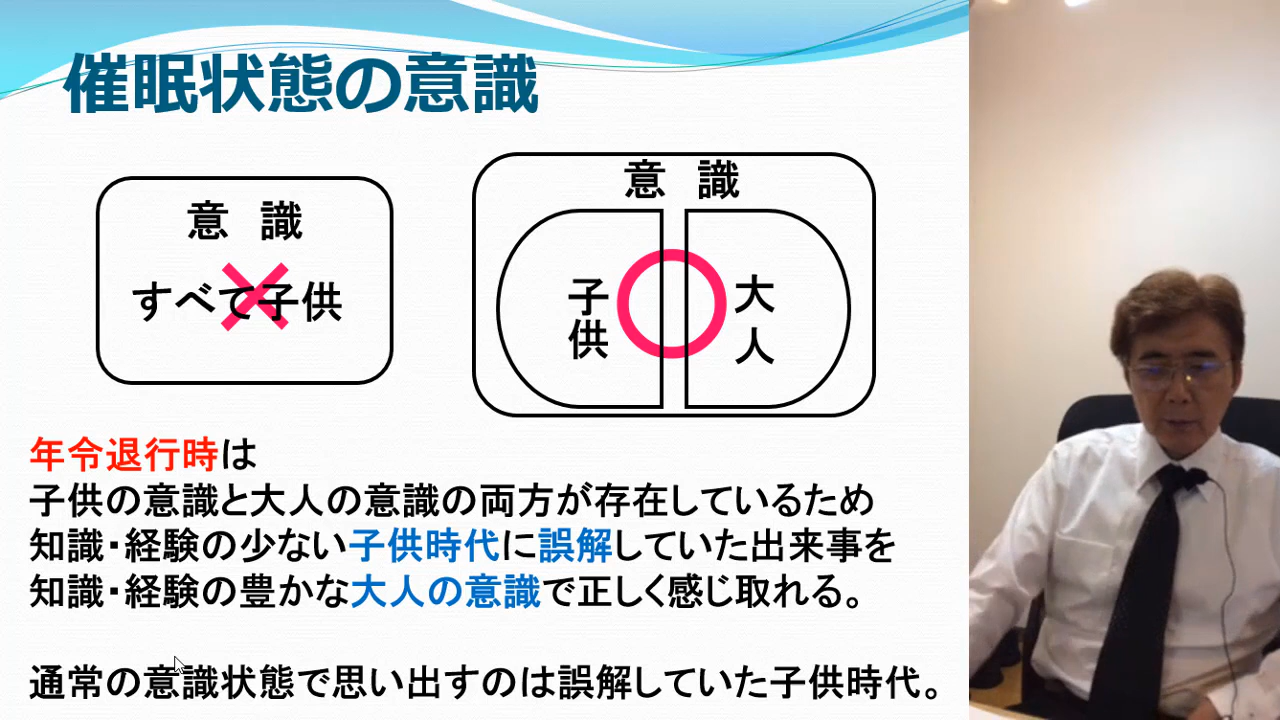 催眠状態の意識
意 識
すべて子供
意 識
子供
大人
年令退行時は
子供の意識と大人の意識の両方が存在しているため
知識・経験の少ない子供時代に誤解していた出来事を
知識・経験の豊かな大人の意識で正しく感じ取れる。
通常の意識状態で思い出すのは誤解していた子供時代。